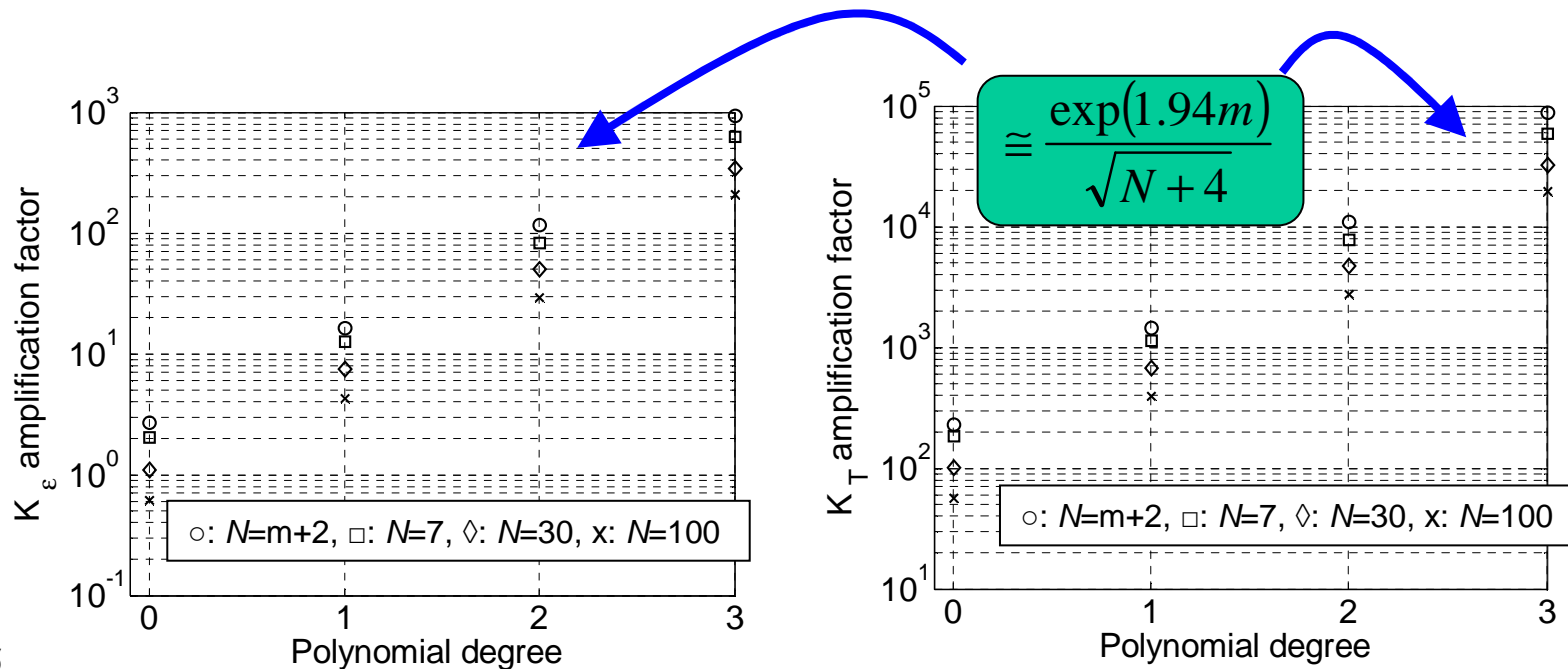 ≅ exp(1.94m) / √N + 4
K ε amplification factor
10^3
10^2
10^1
10^0
10^-1
0 1 2 3
Polynomial degree
○: N=m+2, □: N=7, ◊: N=30, x: N=100
K T amplification factor
10^5
10^4
10^3
10^2
10^1
0 1 2 3
Polynomial degree
○: N=m+2, □: N=7, ◊: N=30, x: N=100